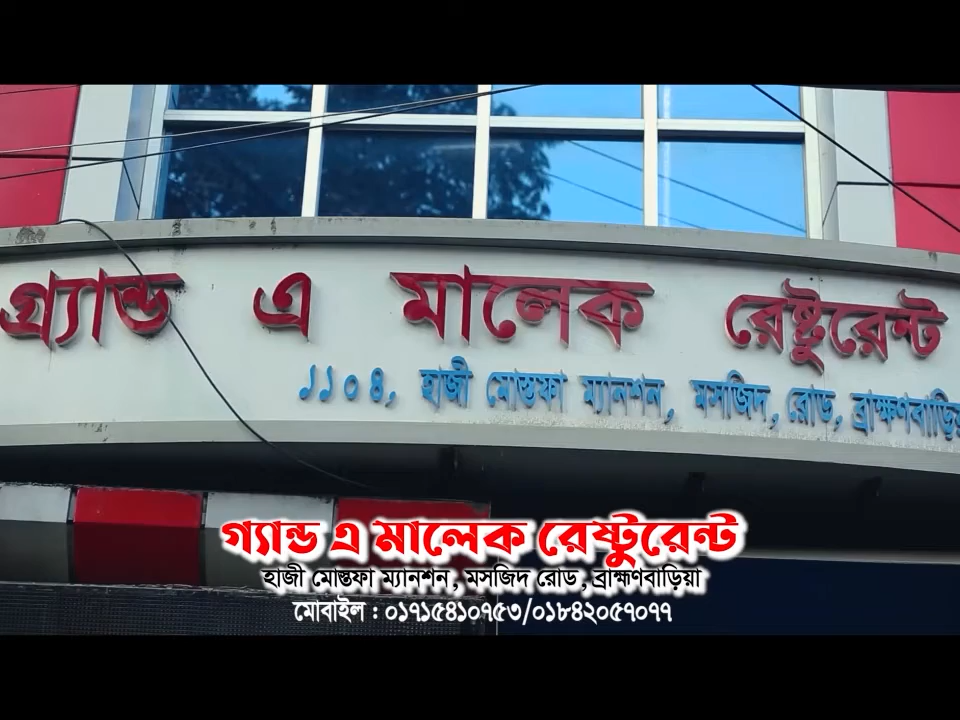 গ্র্যান্ড এ মালেক রেষ্টুরেন্ট
১১০৪, হাজী মোস্তফা ম্যানশন, মসজিদ, রোড, ব্রাহ্মণবাড়িয়
গ্যান্ড এ মালেক রেষ্টুরেন্ট
হাজী মোস্তফা ম্যানশন, মসজিদ রোড, ব্রাহ্মণবাড়িয়া
মোবাইল : ০১৭১৫৪১০৭৫৩/০১৮৪২০৫৭০৭৭